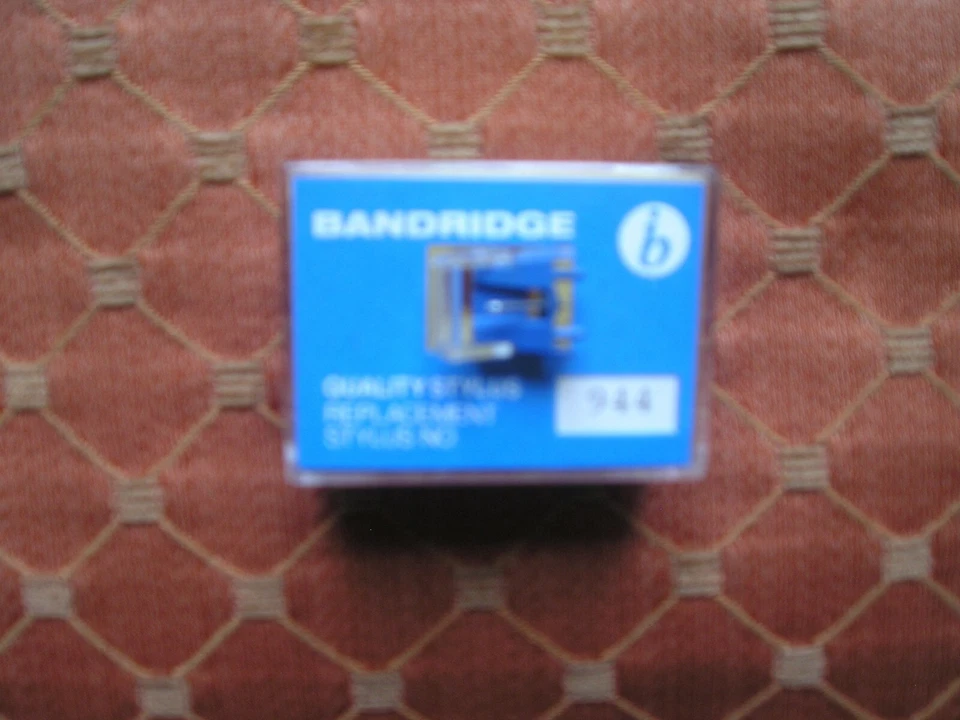 BANDRIDGE
b
QUALITY STYLUS
REPLACEMENT
STYLUS NO
944